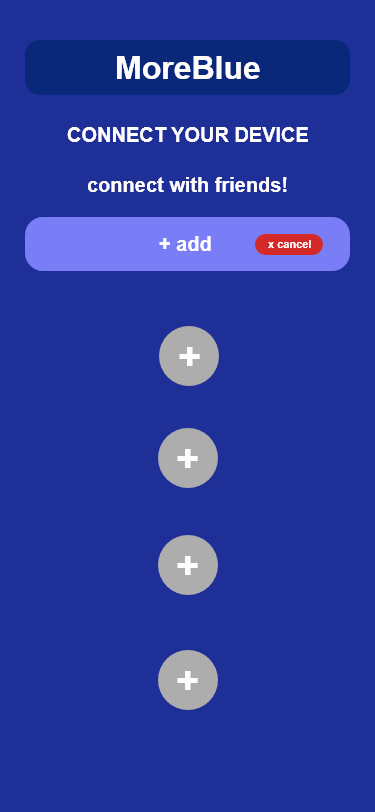 MoreBlue
CONNECT YOUR DEVICE
connect with friends!
+ add x cancel
+
+
+
+